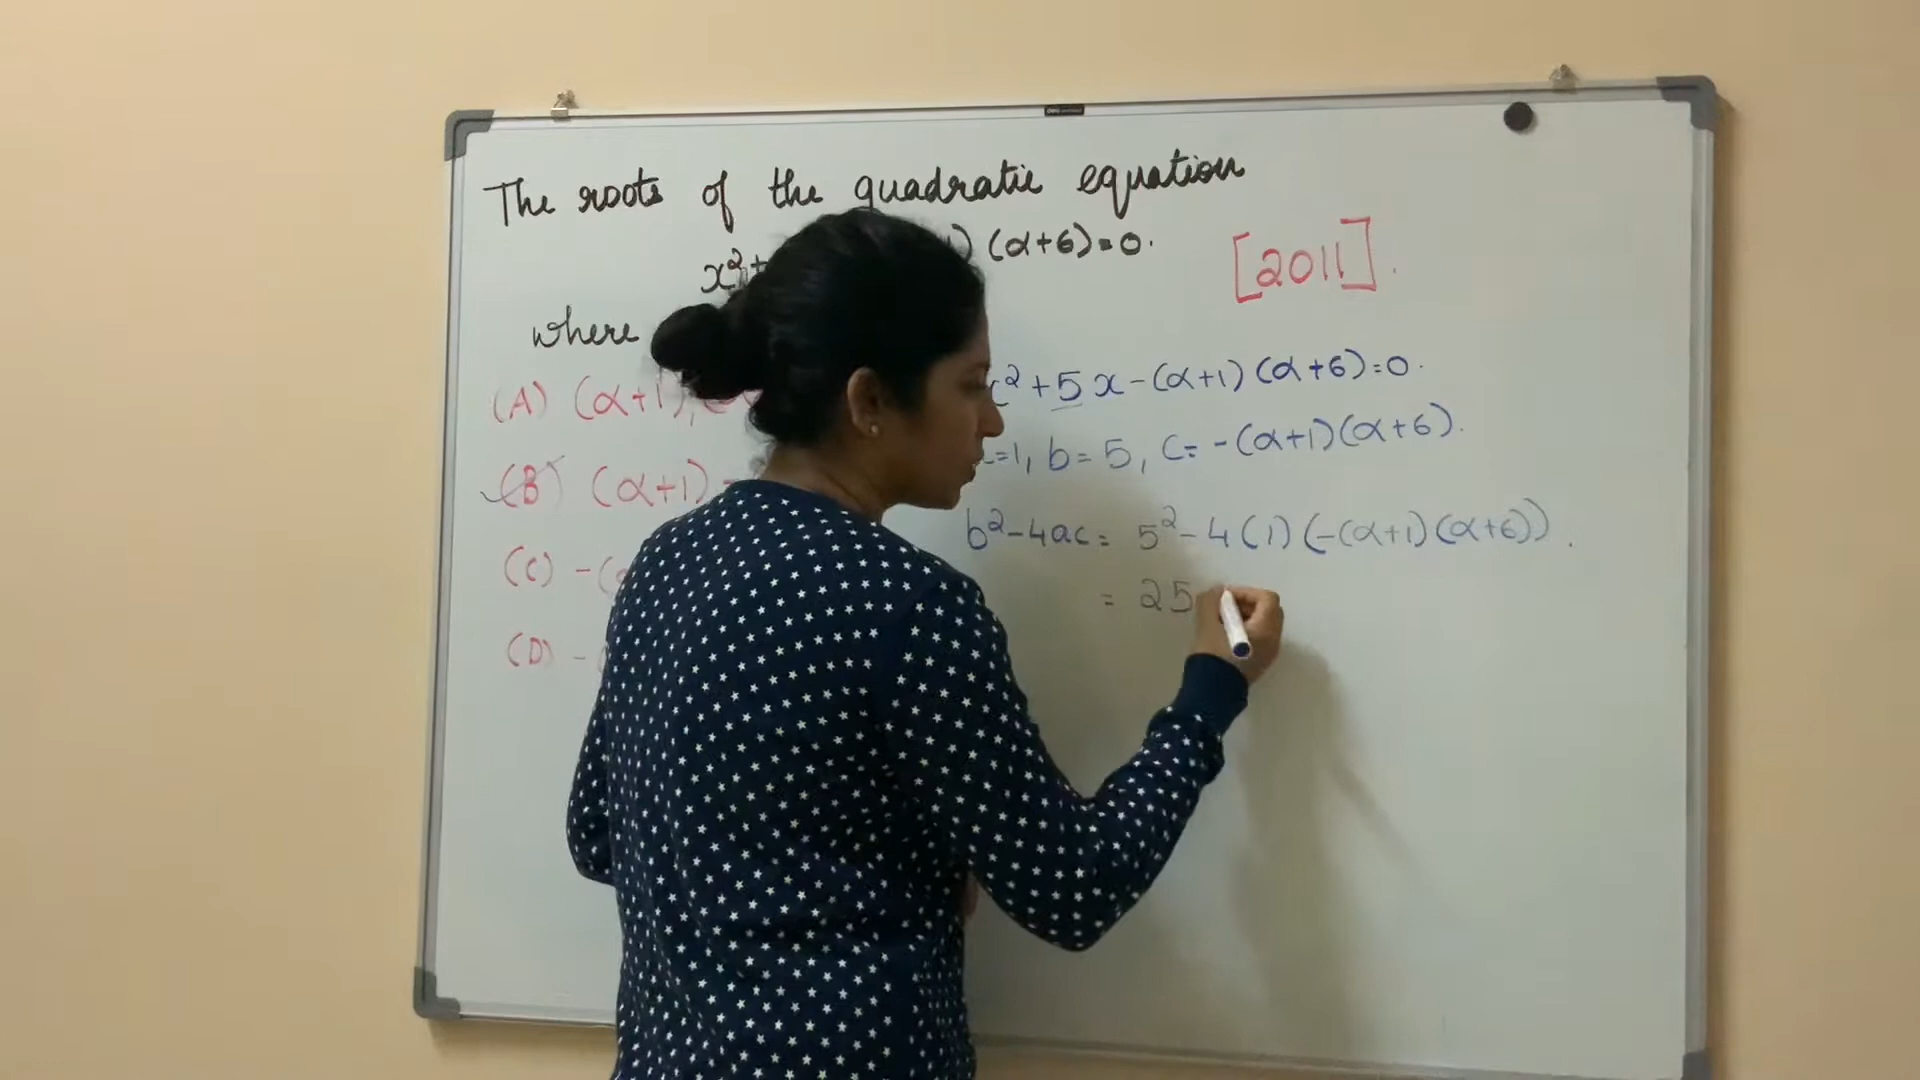 The roots of the quadratic equation
x²+ ) (α+6)=0.
[2011].
where
(A) (α+1),
(B) (α+1)
(C) -(
(D) -
x²+5x-(α+1)(α+6)=0.
=1, b=5, c=-(α+1)(α+6).
b²-4ac= 5²-4(1)(-(α+1)(α+6)).
= 25